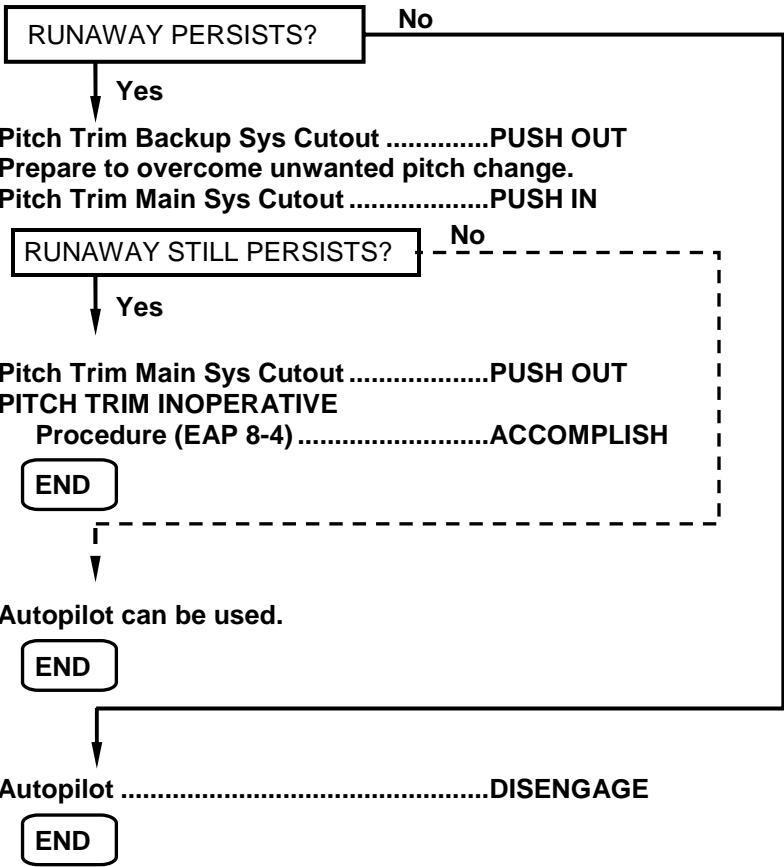 RUNAWAY PERSISTS?
No
Yes
Pitch Trim Backup Sys Cutout ..............PUSH OUT
Prepare to overcome unwanted pitch change.
Pitch Trim Main Sys Cutout ...................PUSH IN
RUNAWAY STILL PERSISTS?
No
Yes
Pitch Trim Main Sys Cutout ...................PUSH OUT
PITCH TRIM INOPERATIVE
Procedure (EAP 8-4) ..........................ACCOMPLISH
END
Autopilot can be used.
END
Autopilot ..................................................DISENGAGE
END